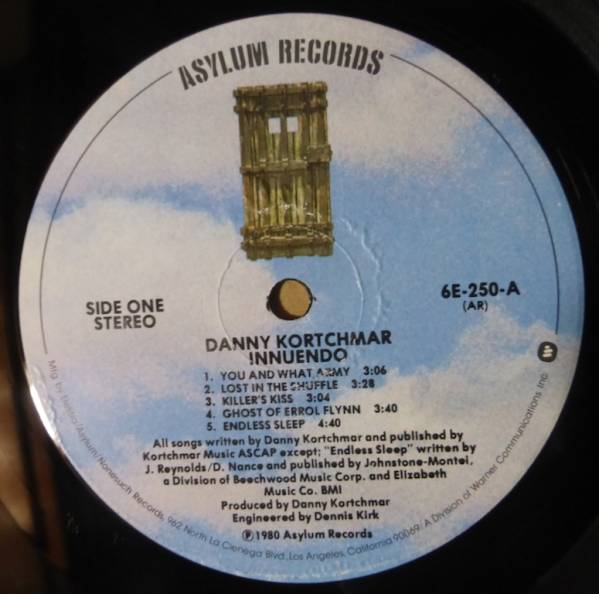 ASYLUM RECORDS
SIDE ONE
STEREO
6E-250-A
(AR)
DANNY KORTCHMAR
INNUENDO
1. YOU AND WHAT ARMY 3:06
2. LOST IN THE SHUFFLE 3:28
3. KILLER'S KISS 3:04
4. GHOST OF ERROL FLYNN 3:40
5. ENDLESS SLEEP 4:40
All songs written by Danny Kortchmar and published by
Kortchmar Music ASCAP except; "Endless Sleep" written by
J. Reynolds/D. Nance and published by Johnstone-Montei,
a Division of Beechwood Music Corp. and Elizabeth
Music Co. BMI
Produced by Danny Kortchmar
Engineered by Dennis Kirk
Ⓟ1980 Asylum Records
Mfg. by Elektra/Asylum/Nonesuch Records, 962 North La Cienega Blvd., Los Angeles, California 90069/A Division of Warner Communications Inc.